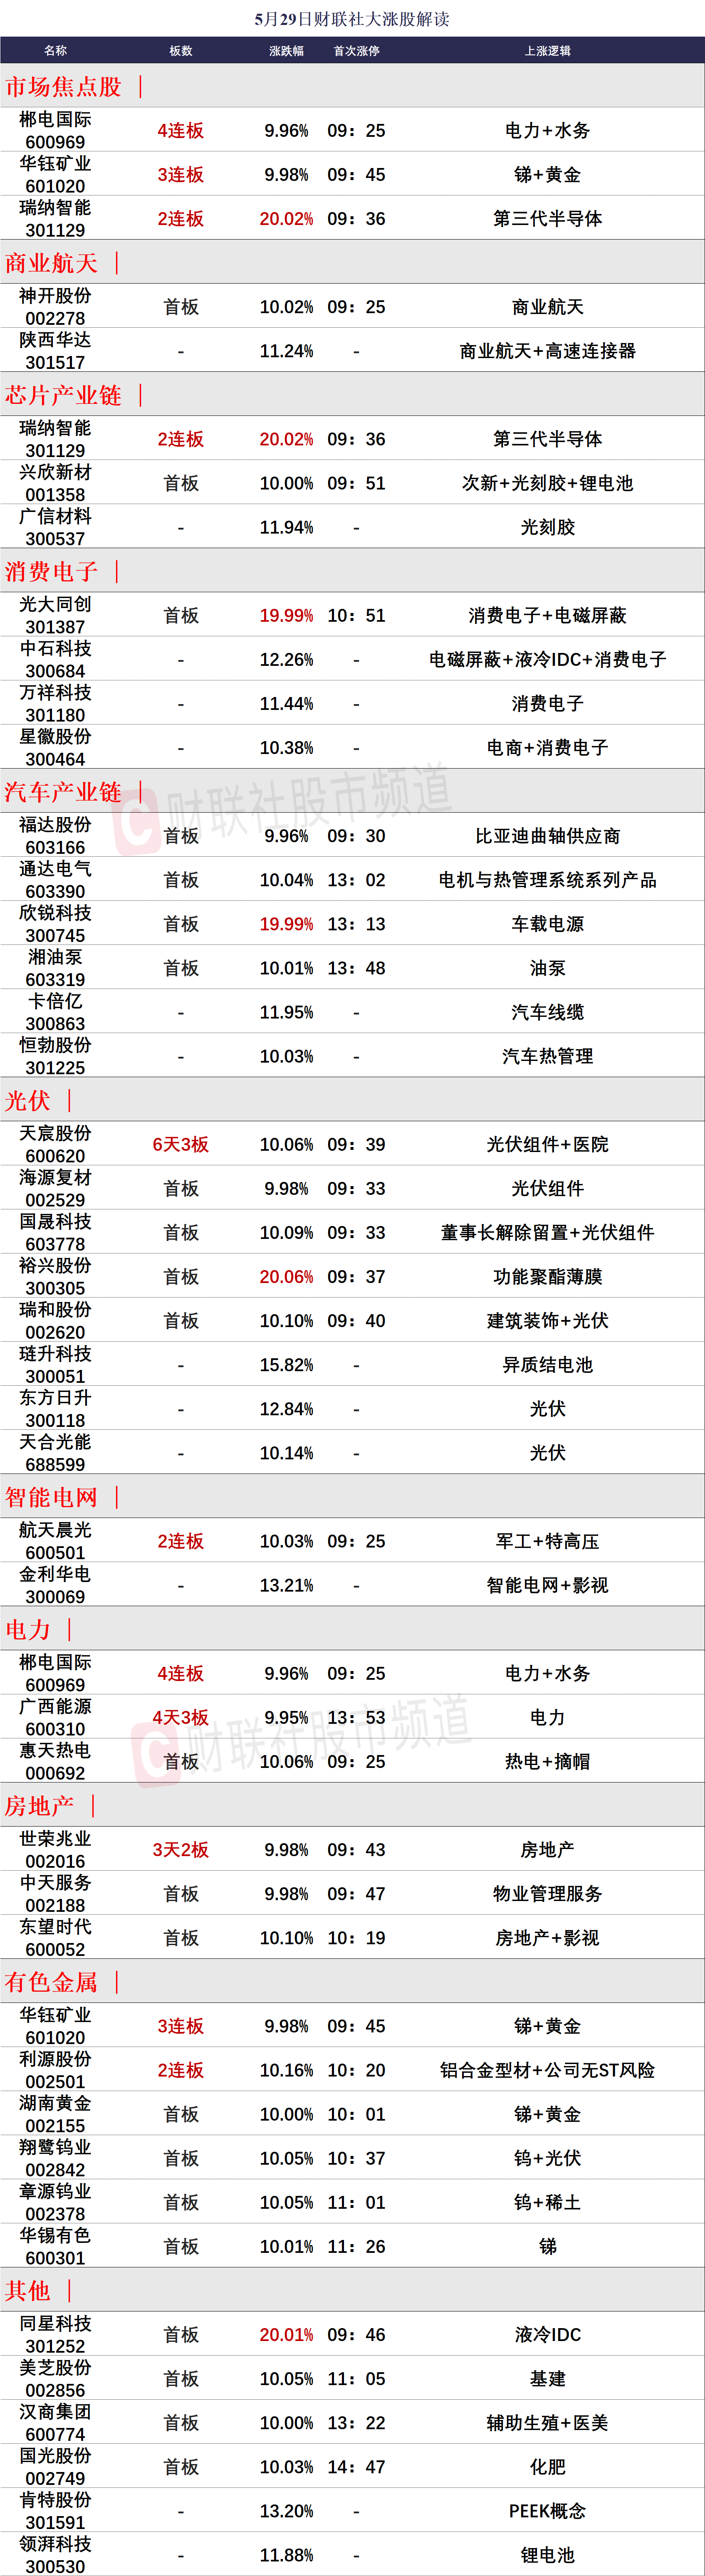 5月29日财联社大涨股解读
名称 板数 涨跌幅 首次涨停 上涨逻辑
市场焦点股 |
郴电国际 600969 4连板 9.96% 09：25 电力+水务
华钰矿业 601020 3连板 9.98% 09：45 锑+黄金
瑞纳智能 301129 2连板 20.02% 09：36 第三代半导体
商业航天 |
神开股份 002278 首板 10.02% 09：25 商业航天
陕西华达 301517 - 11.24% - 商业航天+高速连接器
芯片产业链 |
瑞纳智能 301129 2连板 20.02% 09：36 第三代半导体
兴欣新材 001358 首板 10.00% 09：51 次新+光刻胶+锂电池
广信材料 300537 - 11.94% - 光刻胶
消费电子 |
光大同创 301387 首板 19.99% 10：51 消费电子+电磁屏蔽
中石科技 300684 - 12.26% - 电磁屏蔽+液冷IDC+消费电子
万祥科技 301180 - 11.44% - 消费电子
星徽股份 300464 - 10.38% - 电商+消费电子
汽车产业链 |
财联社股市频道
福达股份 603166 首板 9.96% 09：30 比亚迪曲轴供应商
通达电气 603390 首板 10.04% 13：02 电机与热管理系统系列产品
欣锐科技 300745 首板 19.99% 13：13 车载电源
湘油泵 603319 首板 10.01% 13：48 油泵
卡倍亿 300863 - 11.95% - 汽车线缆
恒勃股份 301225 - 10.03% - 汽车热管理
光伏 |
天宸股份 600620 6天3板 10.06% 09：39 光伏组件+医院
海源复材 002529 首板 9.98% 09：33 光伏组件
国晟科技 603778 首板 10.09% 09：33 董事长解除留置+光伏组件
裕兴股份 300305 首板 20.06% 09：37 功能聚酯薄膜
瑞和股份 002620 首板 10.10% 09：40 建筑装饰+光伏
琏升科技 300051 - 15.82% - 异质结电池
东方日升 300118 - 12.84% - 光伏
天合光能 688599 - 10.14% - 光伏
智能电网 |
航天晨光 600501 2连板 10.03% 09：25 军工+特高压
金利华电 300069 - 13.21% - 智能电网+影视
电力 |
郴电国际 600969 4连板 9.96% 09：25 电力+水务
广西能源 600310 4天3板 9.95% 13：53 电力
财联社股市频道
惠天热电 000692 首板 10.06% 09：25 热电+摘帽
房地产 |
世荣兆业 002016 3天2板 9.98% 09：43 房地产
中天服务 002188 首板 9.98% 09：47 物业管理服务
东望时代 600052 首板 10.10% 10：19 房地产+影视
有色金属 |
华钰矿业 601020 3连板 9.98% 09：45 锑+黄金
利源股份 002501 2连板 10.16% 10：20 铝合金型材+公司无ST风险
湖南黄金 002155 首板 10.00% 10：01 锑+黄金
翔鹭钨业 002842 首板 10.05% 10：37 钨+光伏
章源钨业 002378 首板 10.05% 11：01 钨+稀土
华锡有色 600301 首板 10.01% 11：26 锑
其他 |
同星科技 301252 首板 20.01% 09：46 液冷IDC
美芝股份 002856 首板 10.05% 11：05 基建
汉商集团 600774 首板 10.00% 13：22 辅助生殖+医美
国光股份 002749 首板 10.03% 14：47 化肥
肯特股份 301591 - 13.20% - PEEK概念
领湃科技 300530 - 11.88% - 锂电池